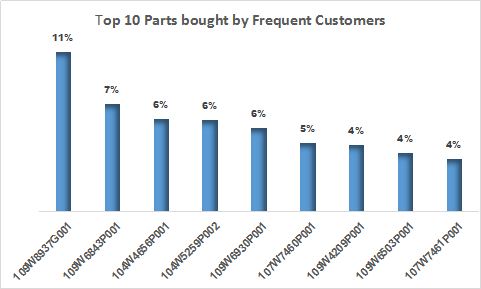 Top 10 Parts bought by Frequent Customers
11%
7%
6%
6%
6%
5%
4%
4%
4%
109W8937G001
109W6843P001
104W4656P001
104W5259P002
109W6930P001
107W7460P001
109W4209P001
109W6503P001
107W7461P001